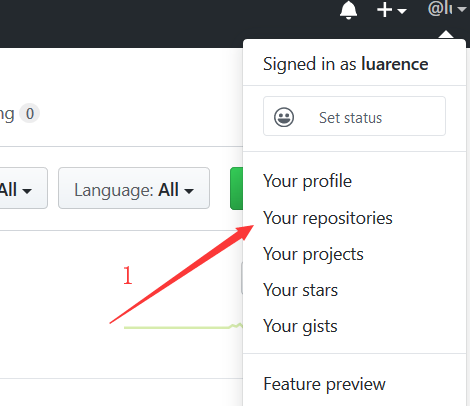 Signed in as luarence
ng 0
Set status
All
Language: All
Your profile
Your repositories
1
Your projects
Your stars
Your gists
Feature preview